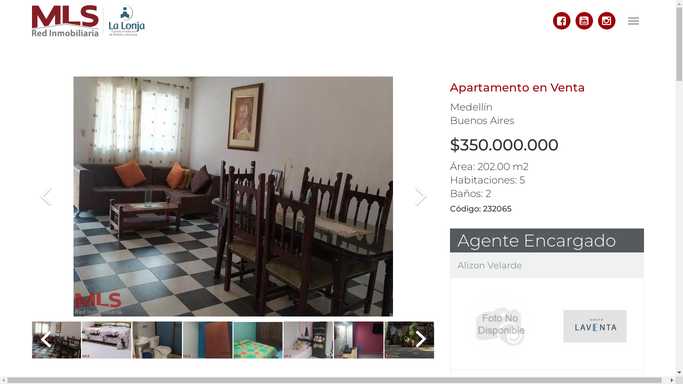 MLS
Red Inmobiliaria
La Lonja
Apartamento en Venta
Medellín
Buenos Aires
$350.000.000
Área: 202.00 m2
Habitaciones: 5
Baños: 2
Código: 232065
Agente Encargado
Alizon Velarde
Foto No
Disponible
LAVENTA
MLS
Red Inmobiliaria